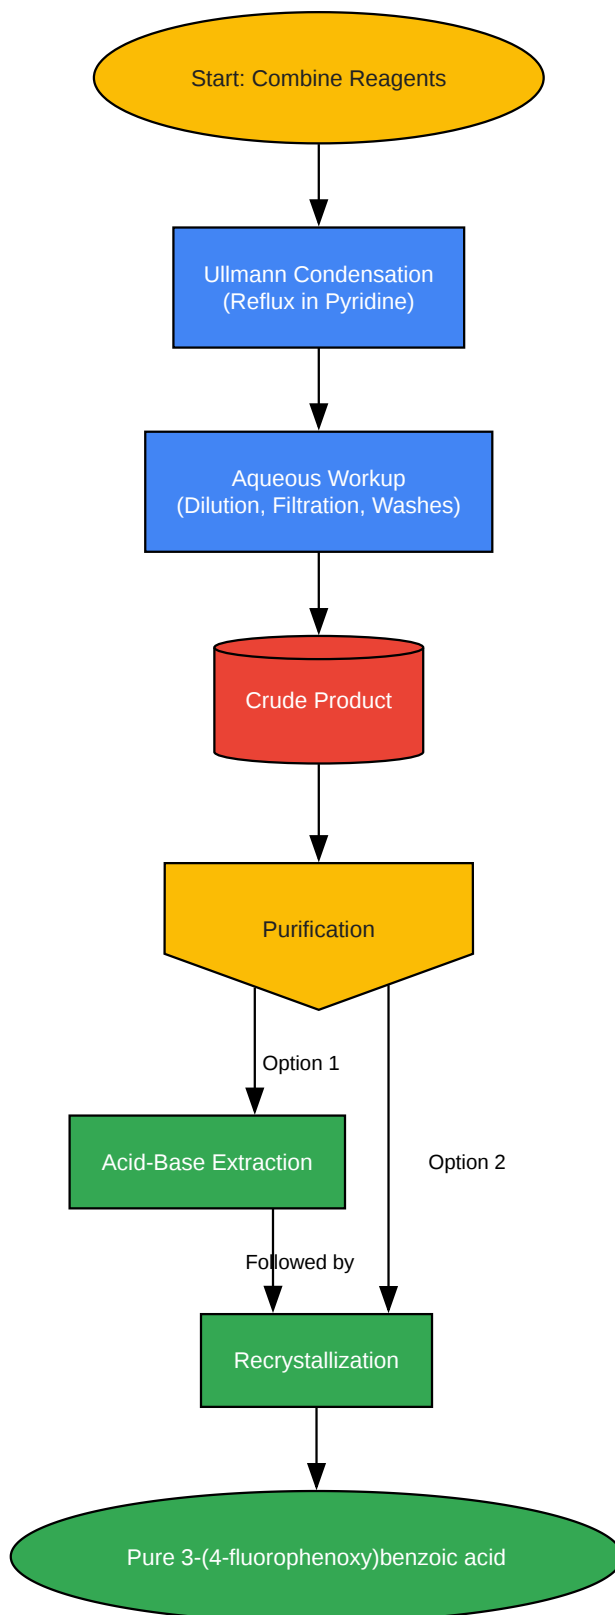 Start: Combine Reagents
Ullmann Condensation
(Reflux in Pyridine)
Aqueous Workup
(Dilution, Filtration, Washes)
Crude Product
Purification
Option 1
Acid-Base Extraction
Option 2
Followed by
Recrystallization
Pure 3-(4-fluorophenoxy)benzoic acid